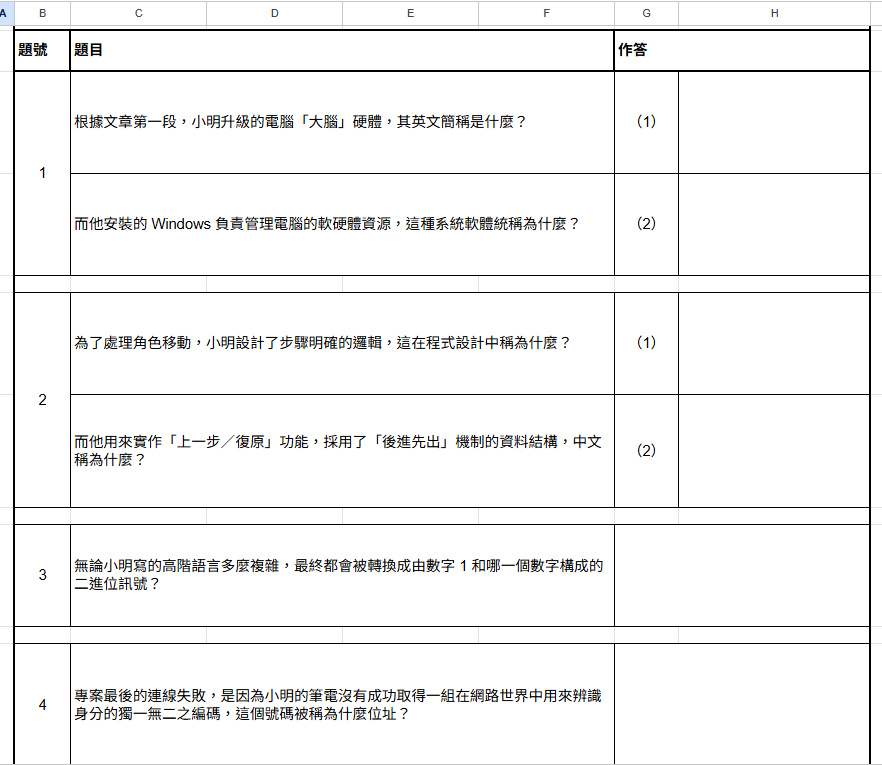 A B C D E F G H
題號 題目 作答
1
根據文章第一段，小明升級的電腦「大腦」硬體，其英文簡稱是什麼？ （1）
而他安裝的 Windows 負責管理電腦的軟硬體資源，這種系統軟體統稱為什麼？ （2）
2
為了處理角色移動，小明設計了步驟明確的邏輯，這在程式設計中稱為什麼？ （1）
而他用來實作「上一步／復原」功能，採用了「後進先出」機制的資料結構，中文
稱為什麼？ （2）
3
無論小明寫的高階語言多麼複雜，最終都會被轉換成由數字 1 和哪一個數字構成的
二進位訊號？
4
專案最後的連線失敗，是因為小明的筆電沒有成功取得一組在網路世界中用來辨識
身分的獨一無二之編碼，這個號碼被稱為什麼位址？